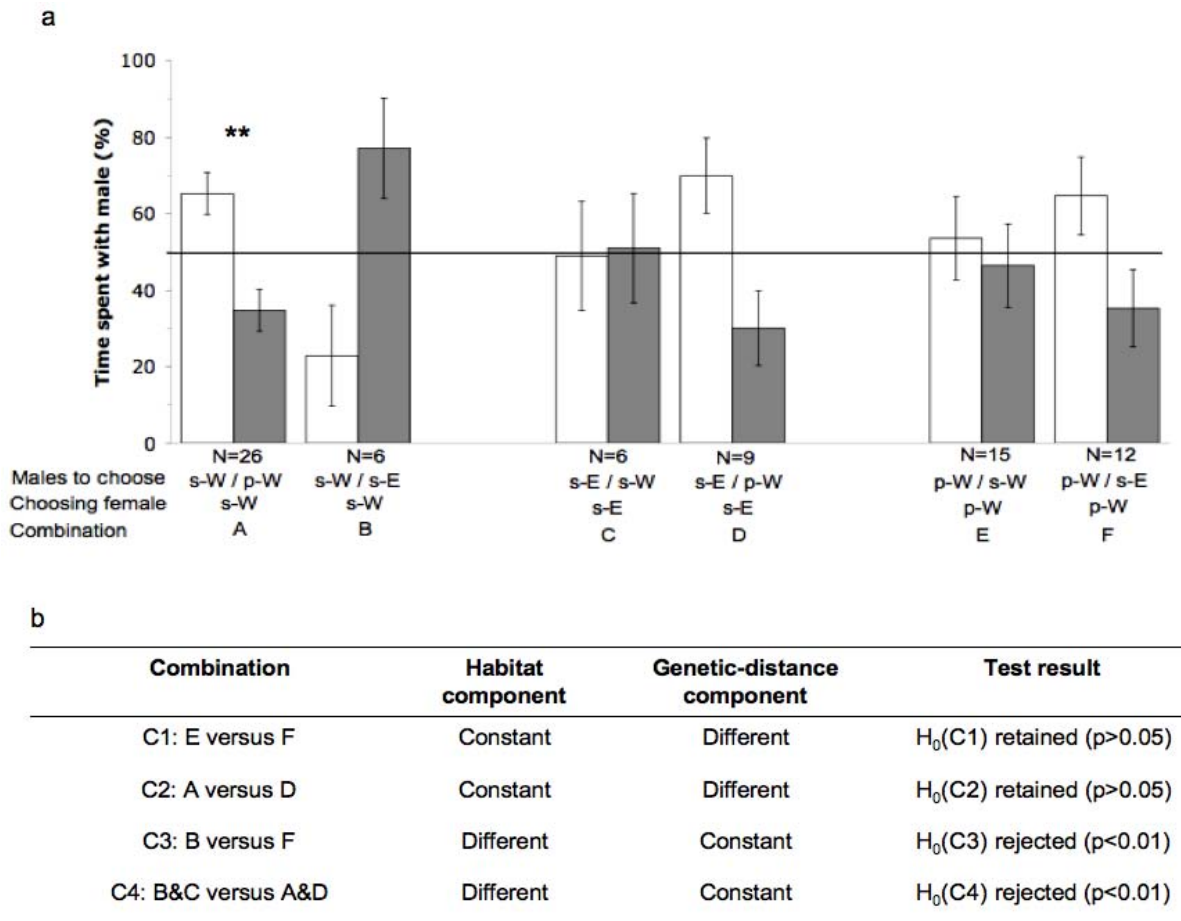 a
100
80
60
40
20
0
Time spent with male (%)
**
N=26 N=6 N=6 N=9 N=15 N=12
Males to choose s-W / p-W s-W / s-E s-E / s-W s-E / p-W p-W / s-W p-W / s-E
Choosing female s-W s-W s-E s-E p-W p-W
Combination A B C D E F
b
Combination Habitat component Genetic-distance component Test result
C1: E versus F Constant Different H₀(C1) retained (p>0.05)
C2: A versus D Constant Different H₀(C2) retained (p>0.05)
C3: B versus F Different Constant H₀(C3) rejected (p<0.01)
C4: B&C versus A&D Different Constant H₀(C4) rejected (p<0.01)